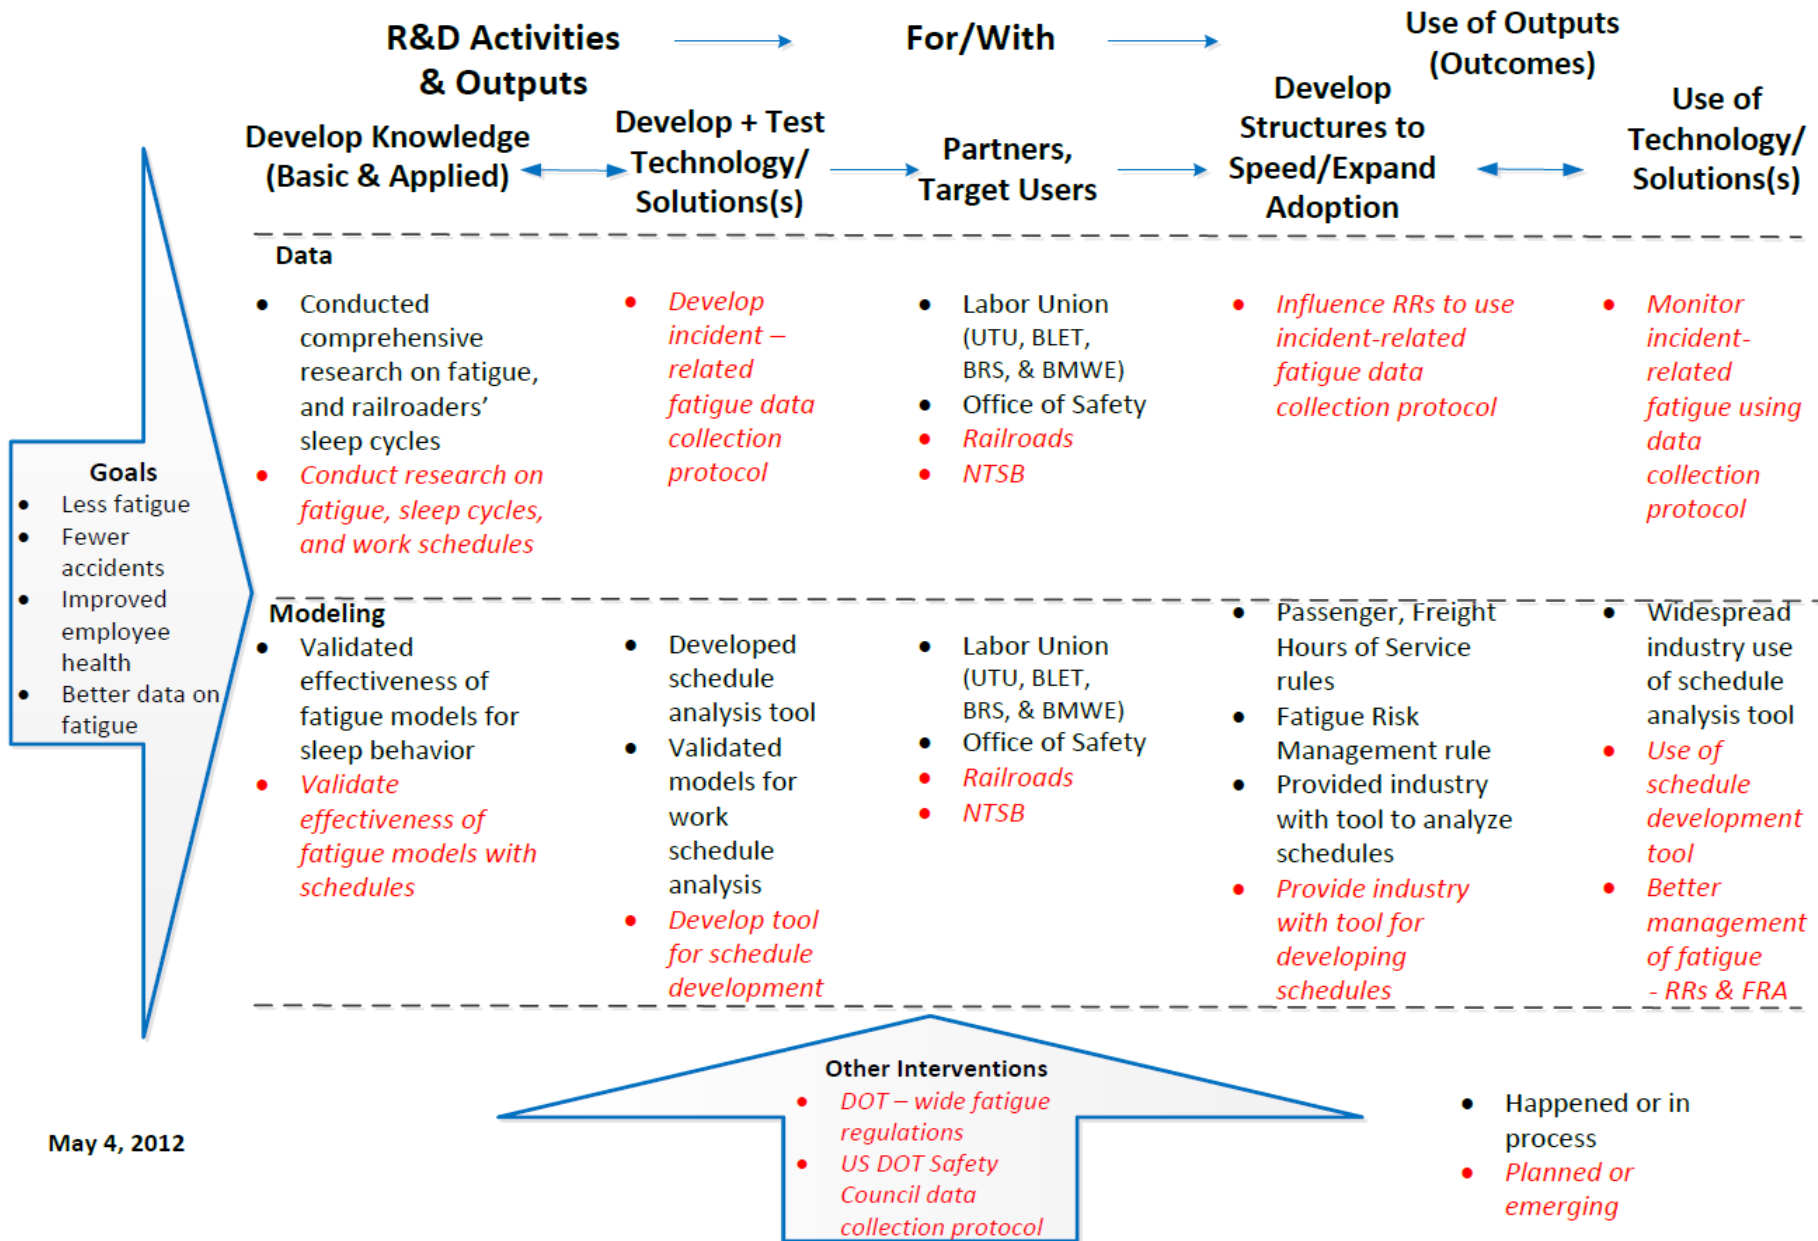 R&D Activities
& Outputs
For/With
Use of Outputs
(Outcomes)
Develop Knowledge
(Basic & Applied)
Develop + Test
Technology/
Solutions(s)
Partners,
Target Users
Develop
Structures to
Speed/Expand
Adoption
Use of
Technology/
Solutions(s)
Goals
• Less fatigue
• Fewer
accidents
• Improved
employee
health
• Better data on
fatigue
Data
• Conducted
comprehensive
research on fatigue,
and railroaders’
sleep cycles
• Conduct research on
fatigue, sleep cycles,
and work schedules
• Develop
incident –
related
fatigue data
collection
protocol
• Labor Union
(UTU, BLET,
BRS, & BMWE)
• Office of Safety
• Railroads
• NTSB
• Influence RRs to use
incident-related
fatigue data
collection protocol
• Monitor
incident-
related
fatigue using
data
collection
protocol
Modeling
• Validated
effectiveness of
fatigue models for
sleep behavior
• Validate
effectiveness of
fatigue models with
schedules
• Developed
schedule
analysis tool
• Validated
models for
work
schedule
analysis
• Develop tool
for schedule
development
• Labor Union
(UTU, BLET,
BRS, & BMWE)
• Office of Safety
• Railroads
• NTSB
• Passenger, Freight
Hours of Service
rules
• Fatigue Risk
Management rule
• Provided industry
with tool to analyze
schedules
• Provide industry
with tool for
developing
schedules
• Widespread
industry use
of schedule
analysis tool
• Use of
schedule
development
tool
• Better
management
of fatigue
- RRs & FRA
Other Interventions
• DOT – wide fatigue
regulations
• US DOT Safety
Council data
collection protocol
May 4, 2012
• Happened or in
process
• Planned or
emerging